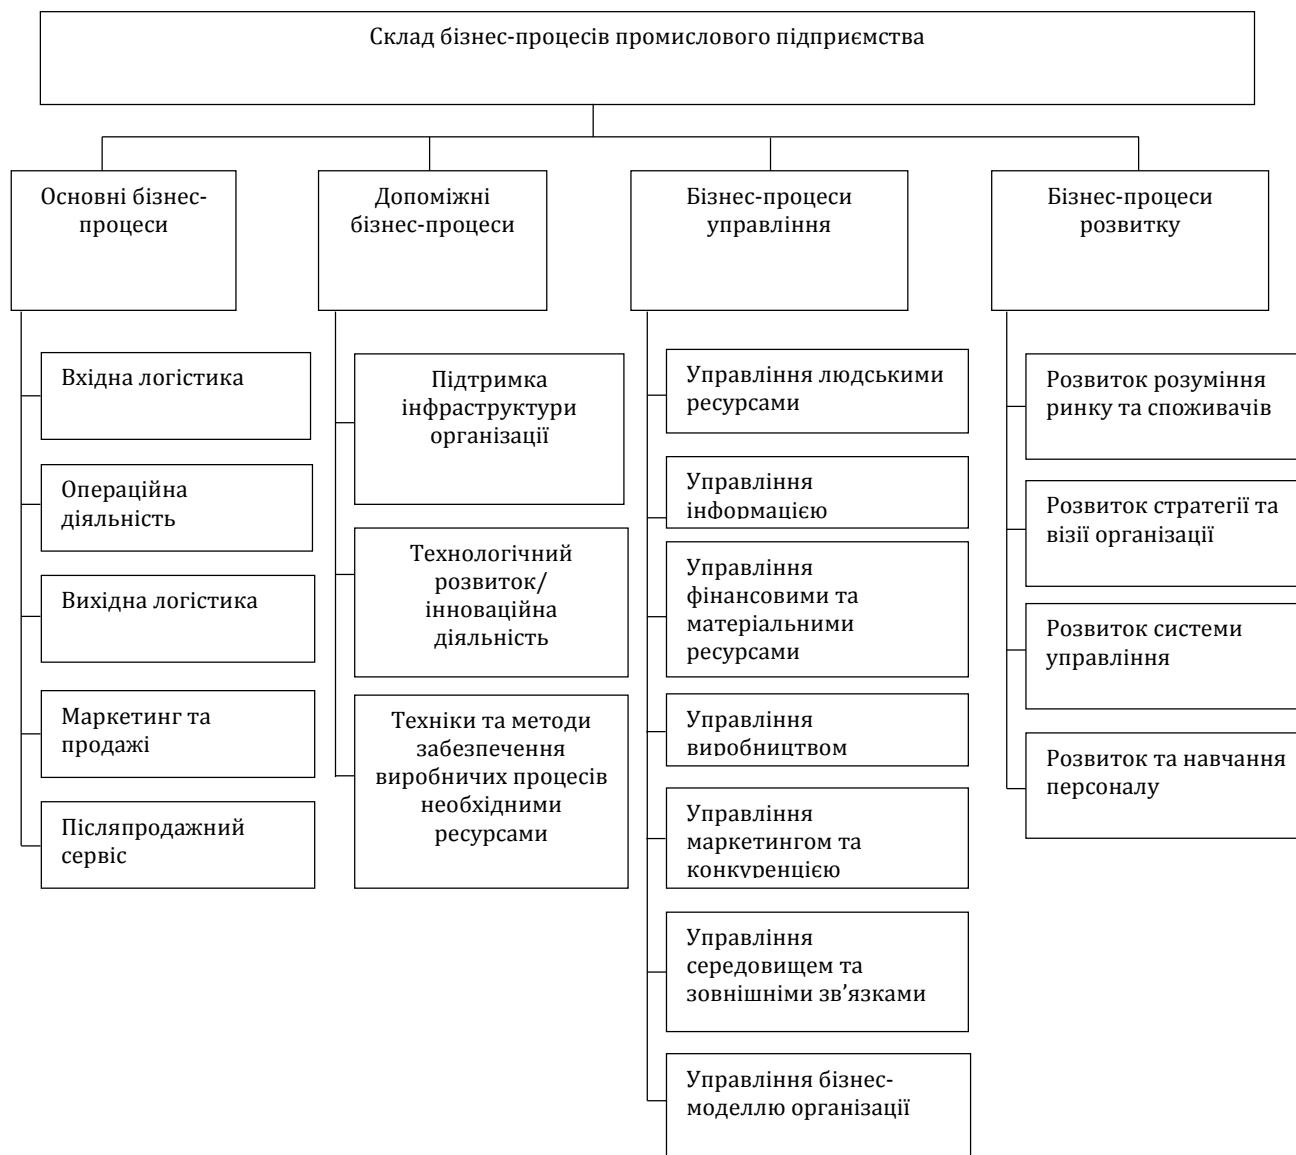 Склад бізнес-процесів промислового підприємства
Основні бізнес-
процеси
Допоміжні
бізнес-процеси
Бізнес-процеси
управління
Бізнес-процеси
розвитку
Вхідна логістика
Операційна
діяльність
Вихідна логістика
Маркетинг та
продажі
Післяпродажний
сервіс
Підтримка
інфраструктури
організації
Технологічний
розвиток/
інноваційна
діяльність
Техніки та методи
забезпечення
виробничих процесів
необхідними
ресурсами
Управління людськими
ресурсами
Управління
інформацією
Управління
фінансовими та
матеріальними
ресурсами
Управління
виробництвом
Управління
маркетингом та
конкуренцією
Управління
середовищем та
зовнішніми зв’язками
Управління бізнес-
моделлю організації
Розвиток розуміння
ринку та споживачів
Розвиток стратегії та
візії організації
Розвиток системи
управління
Розвиток та навчання
персоналу